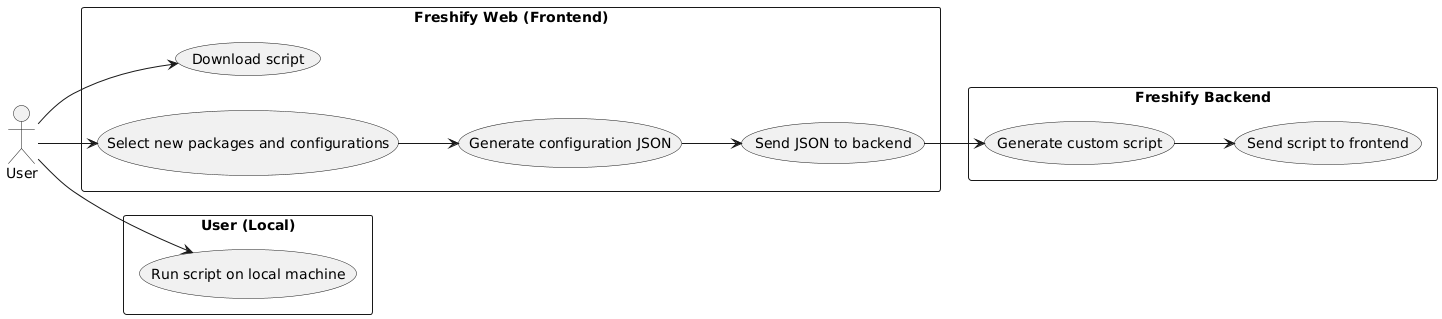 Freshify Web (Frontend)
Download script
Freshify Backend
User
Select new packages and configurations
Generate configuration JSON
Send JSON to backend
Generate custom script
Send script to frontend
User (Local)
Run script on local machine